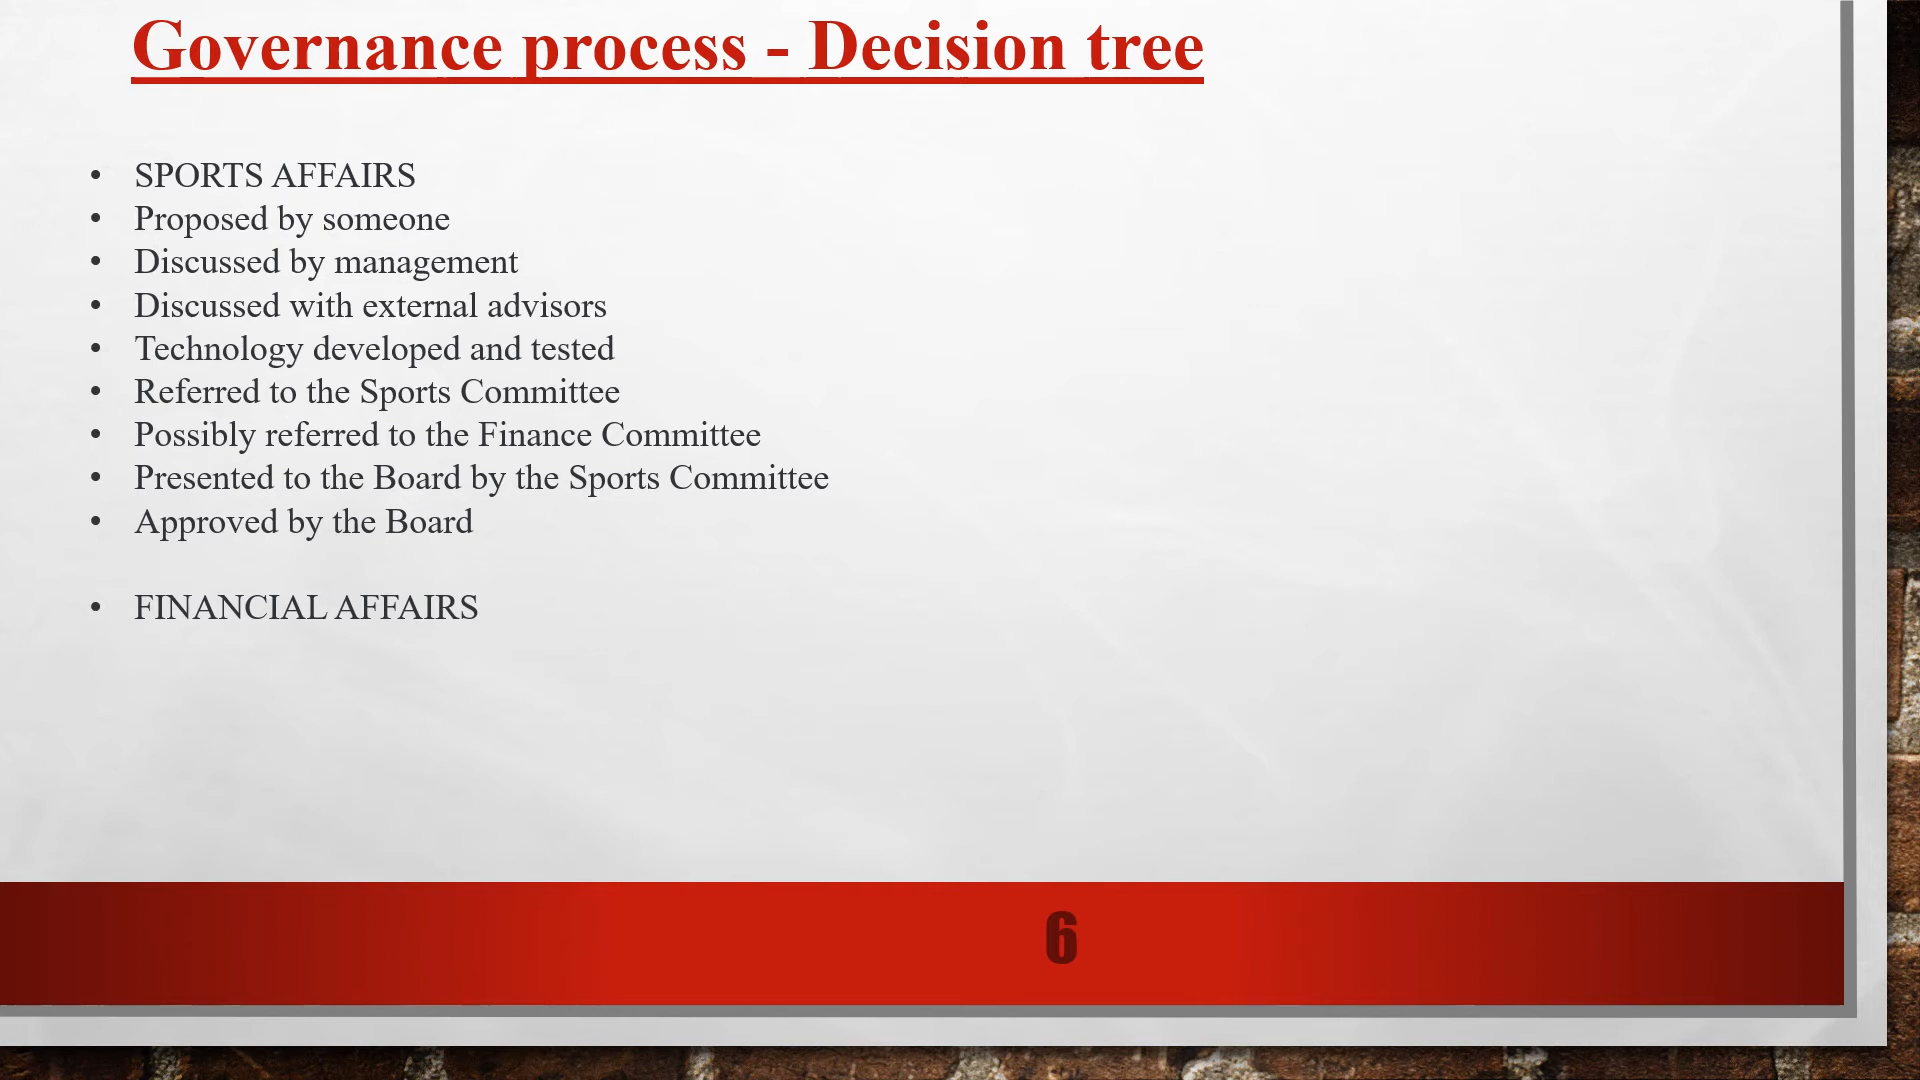 Governance process - Decision tree
• SPORTS AFFAIRS
• Proposed by someone
• Discussed by management
• Discussed with external advisors
• Technology developed and tested
• Referred to the Sports Committee
• Possibly referred to the Finance Committee
• Presented to the Board by the Sports Committee
• Approved by the Board
• FINANCIAL AFFAIRS
6